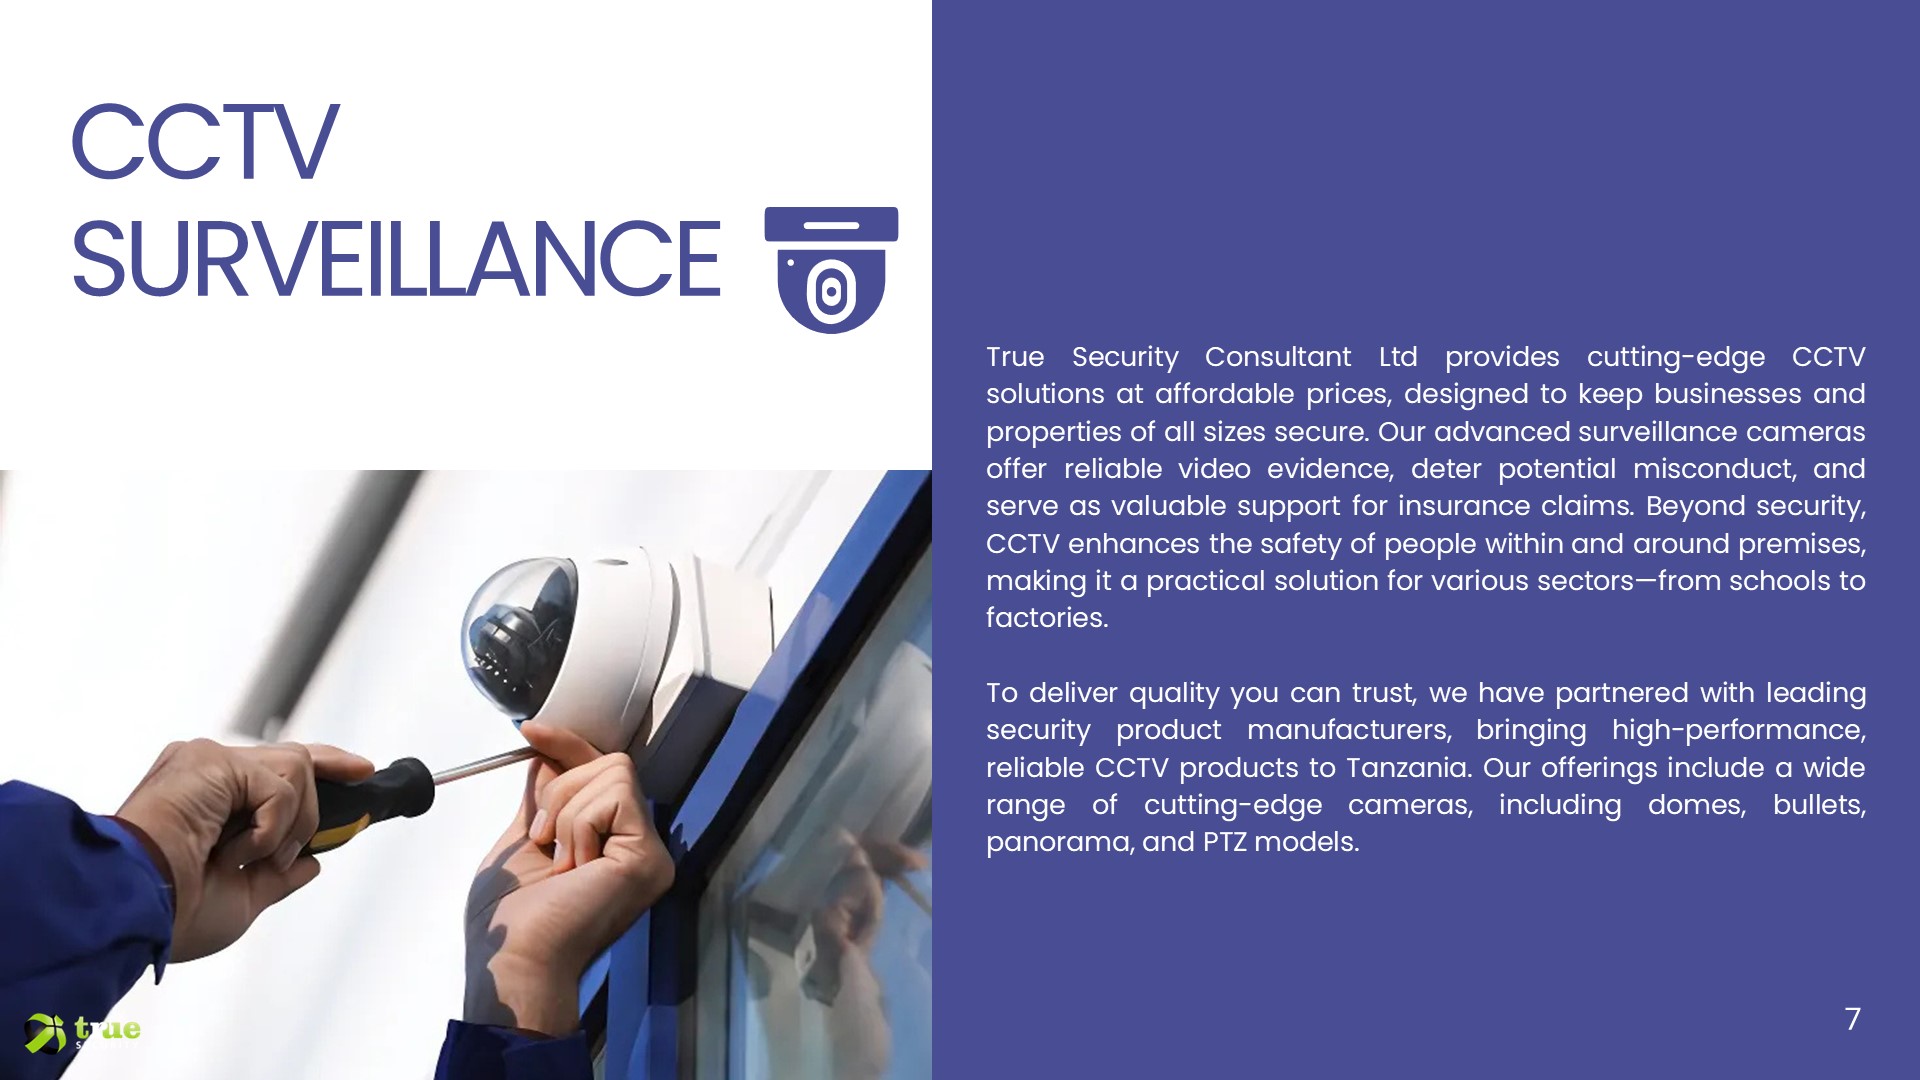 CCTV
SURVEILLANCE
True Security Consultant Ltd provides cutting-edge CCTV
solutions at affordable prices, designed to keep businesses and
properties of all sizes secure. Our advanced surveillance cameras
offer reliable video evidence, deter potential misconduct, and
serve as valuable support for insurance claims. Beyond security,
CCTV enhances the safety of people within and around premises,
making it a practical solution for various sectors—from schools to
factories.
To deliver quality you can trust, we have partnered with leading
security product manufacturers, bringing high-performance,
reliable CCTV products to Tanzania. Our offerings include a wide
range of cutting-edge cameras, including domes, bullets,
panorama, and PTZ models.
true
7